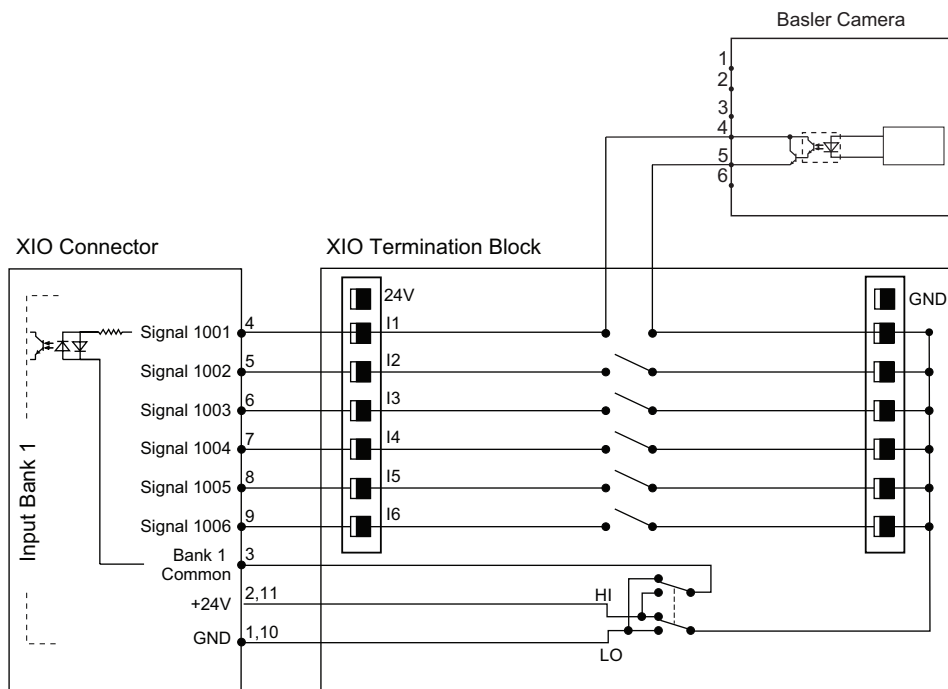 Basler Camera
1
2
3
4
5
6
XIO Connector
XIO Termination Block
24V
GND
Signal 1001
4
I1
Signal 1002
5
I2
Signal 1003
6
I3
Signal 1004
7
I4
Signal 1005
8
I5
Signal 1006
9
I6
Input Bank 1
Bank 1
Common
3
+24V
2,11
HI
GND
1,10
LO